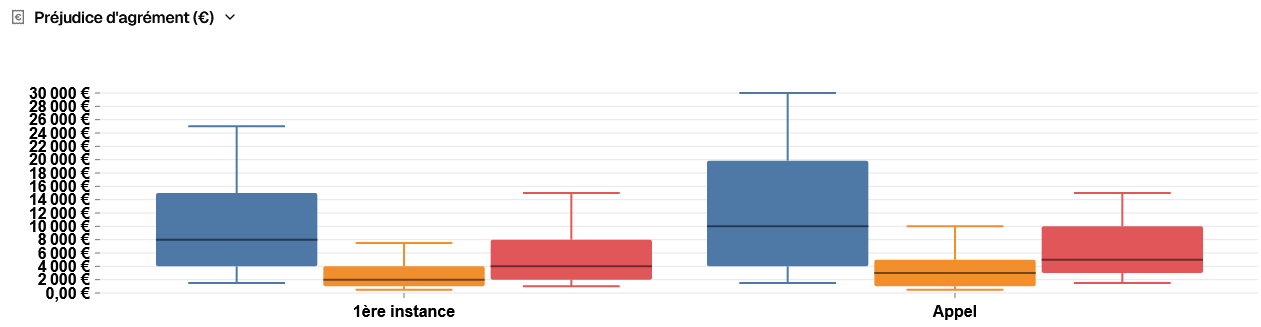 Préjudice d'agrément (€)
30 000 €
28 000 €
26 000 €
24 000 €
22 000 €
20 000 €
18 000 €
16 000 €
14 000 €
12 000 €
10 000 €
8 000 €
6 000 €
4 000 €
2 000 €
0,00 €
1ère instance
Appel